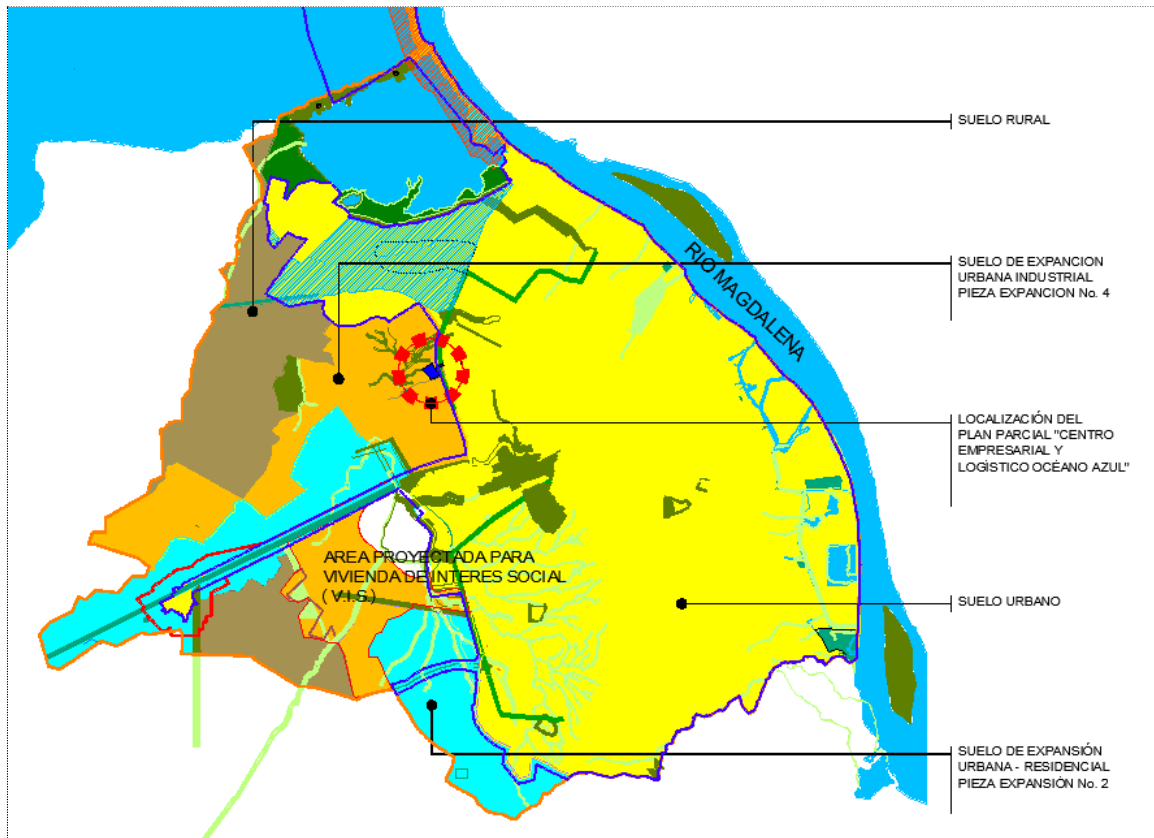 SUELO RURAL
SUELO DE EXPANCION
URBANA INDUSTRIAL
PIEZA EXPANCION No. 4
RIO MAGDALENA
LOCALIZACIÓN DEL
PLAN PARCIAL "CENTRO
EMPRESARIAL Y
LOGÍSTICO OCÉANO AZUL"
AREA PROYECTADA PARA
VIVIENDA DE INTERES SOCIAL
( V.I.S.)
SUELO URBANO
SUELO DE EXPANSIÓN
URBANA - RESIDENCIAL
PIEZA EXPANSIÓN No. 2